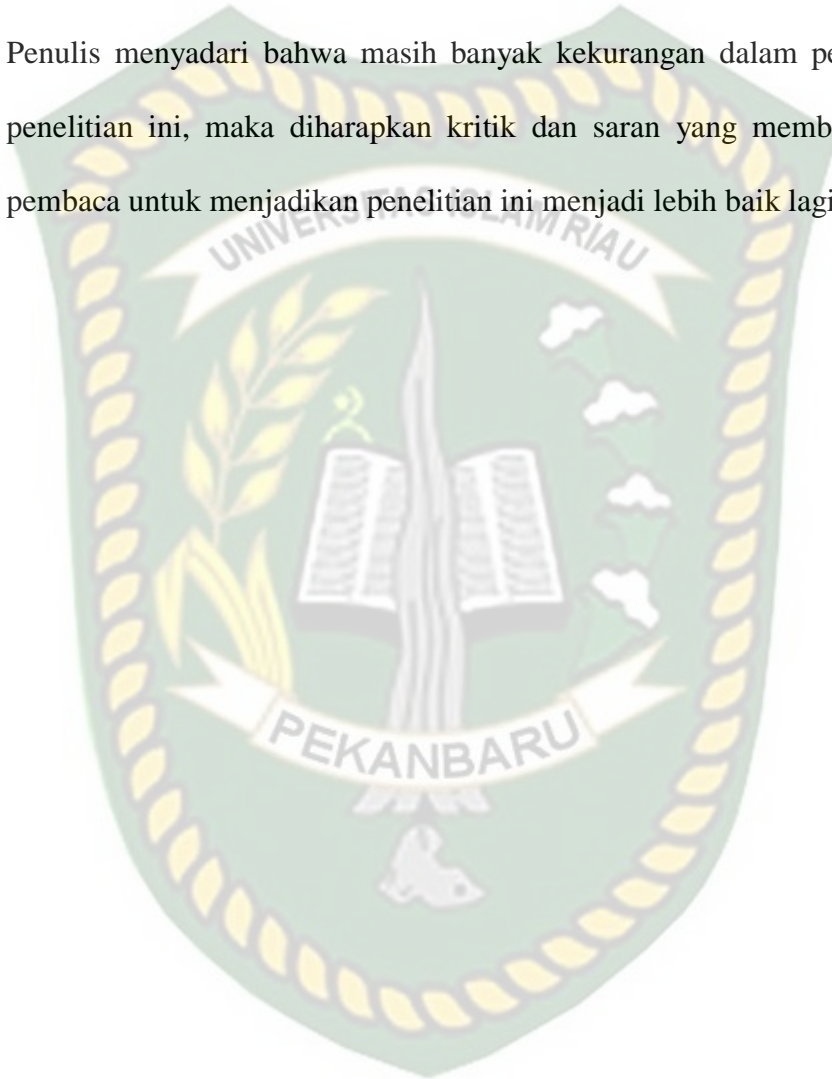 Penulis menyadari bahwa masih banyak kekurangan dalam pe
penelitian ini, maka diharapkan kritik dan saran yang memb
pembaca untuk menjadikan penelitian ini menjadi lebih baik lagi
UNIVERSITAS ISLAM RIAU
PEKANBARU